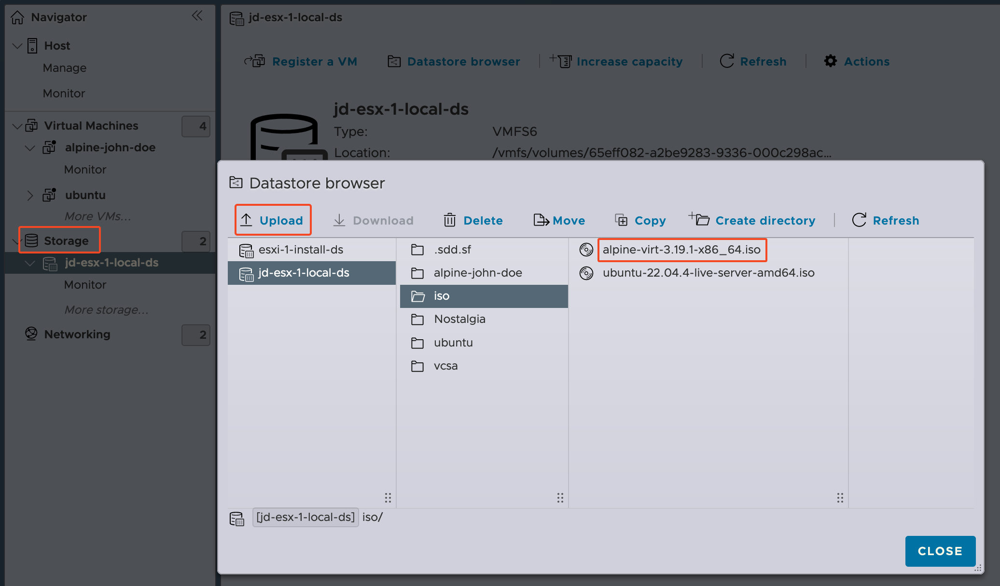 Navigator
Host
Manage
Monitor
Virtual Machines 4
alpine-john-doe
Monitor
ubuntu
More VMs...
Storage 2
jd-esx-1-local-ds
Monitor
More storage...
Networking 2
jd-esx-1-local-ds
Register a VM Datastore browser Increase capacity Refresh Actions
jd-esx-1-local-ds
Type: VMFS6
Location: /vmfs/volumes/65eff082-a2be9283-9336-000c298ac...
Datastore browser
Upload Download Delete Move Copy Create directory Refresh
esxi-1-install-ds
jd-esx-1-local-ds
.sdd.sf
alpine-john-doe
iso
Nostalgia
ubuntu
vcsa
alpine-virt-3.19.1-x86_64.iso
ubuntu-22.04.4-live-server-amd64.iso
[jd-esx-1-local-ds] iso/
CLOSE